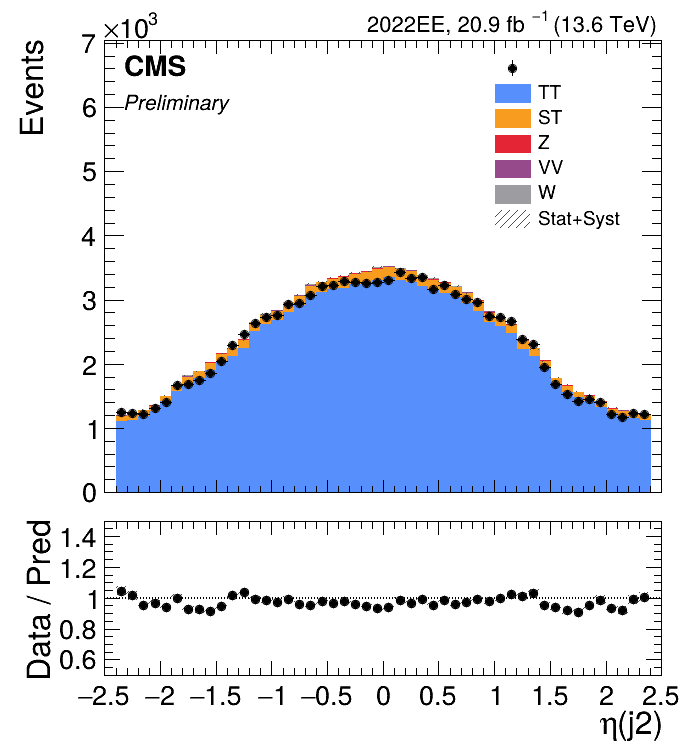 ×10³
2022EE, 20.9 fb ⁻¹ (13.6 TeV)
Events
CMS
Preliminary
TT
ST
Z
VV
W
Stat+Syst
7
6
5
4
3
2
1
0
Data / Pred
1.4
1.2
1
0.8
0.6
−2.5 −2 −1.5 −1 −0.5 0 0.5 1 1.5 2 2.5
η(j2)